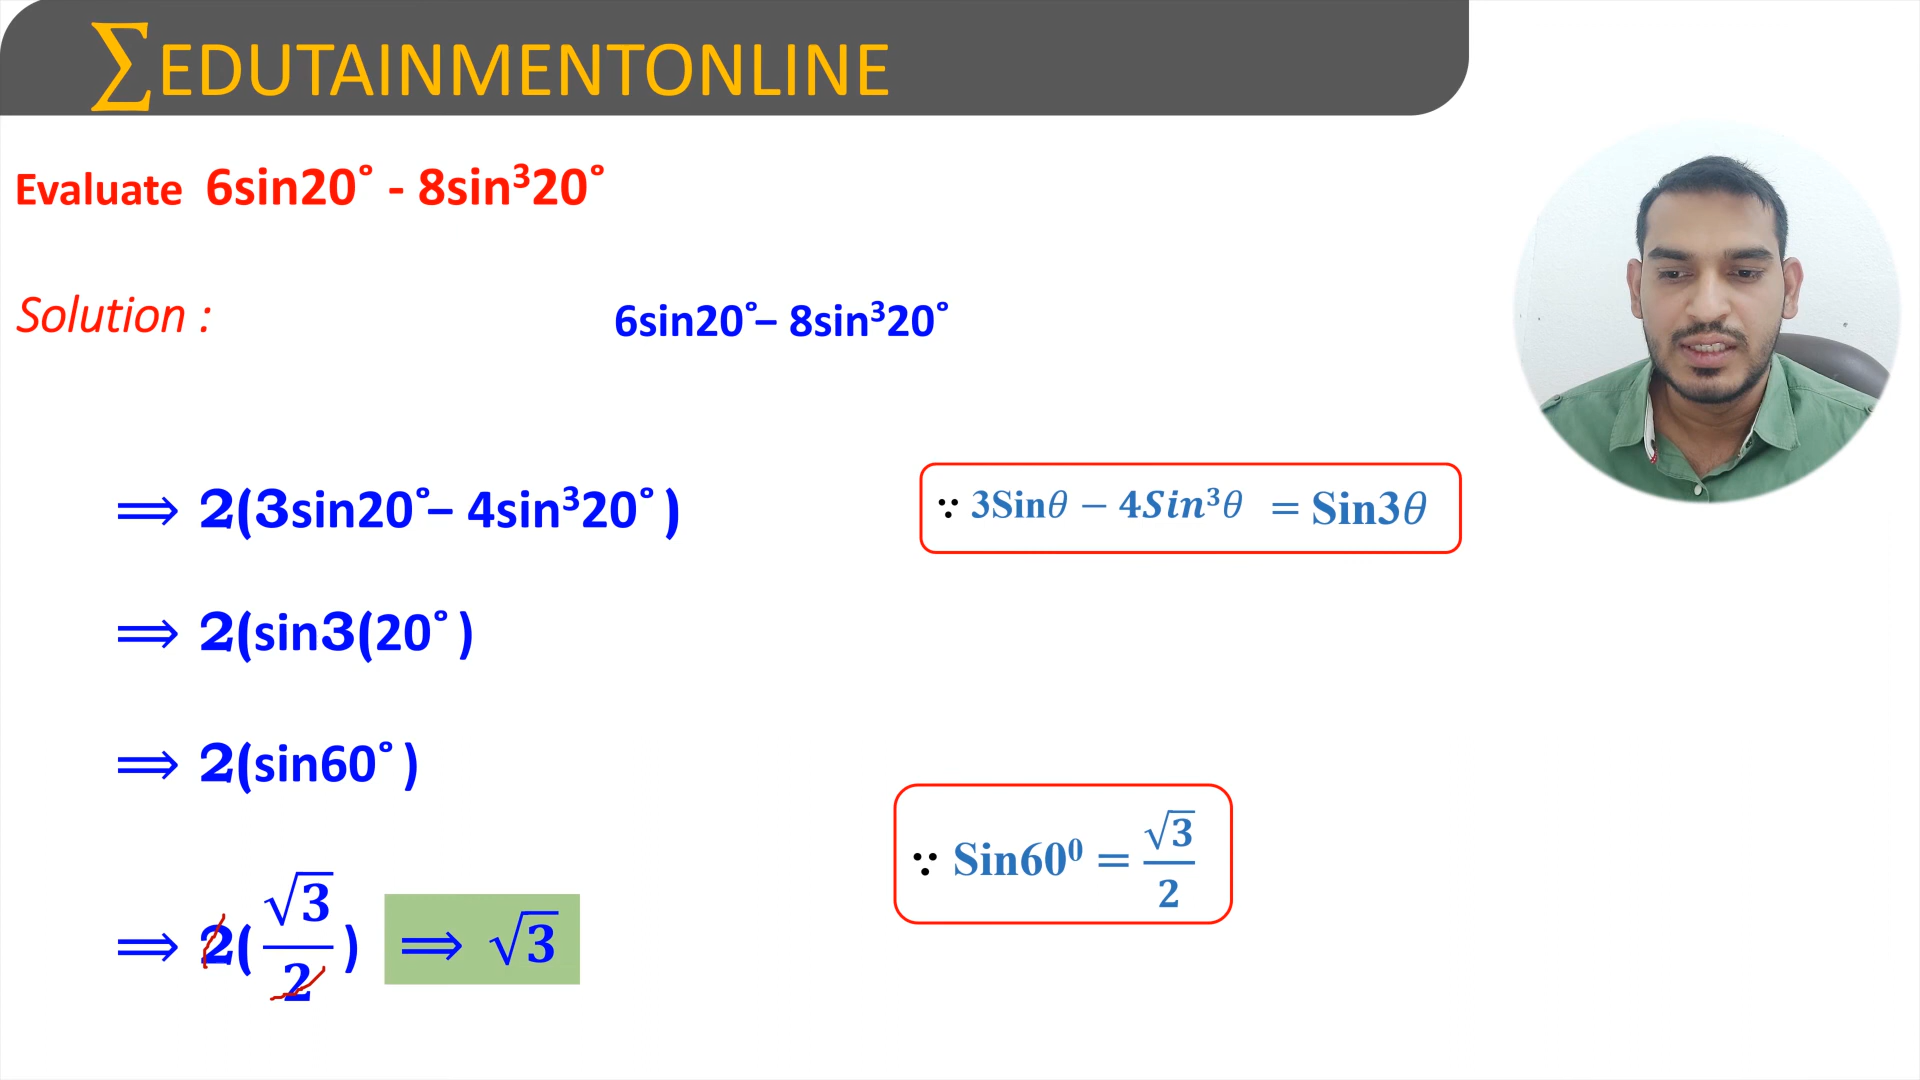 ∑EDUTAINMENTONLINE
Evaluate 6sin20° - 8sin³20°
Solution :
6sin20°– 8sin³20°
⟹ 2(3sin20°– 4sin³20° )
∵ 3Sinθ − 4Sin³θ = Sin3θ
⟹ 2(sin3(20° )
⟹ 2(sin60° )
∵ Sin60⁰ = √3/2
⟹ 2(√3/2) ⟹ √3